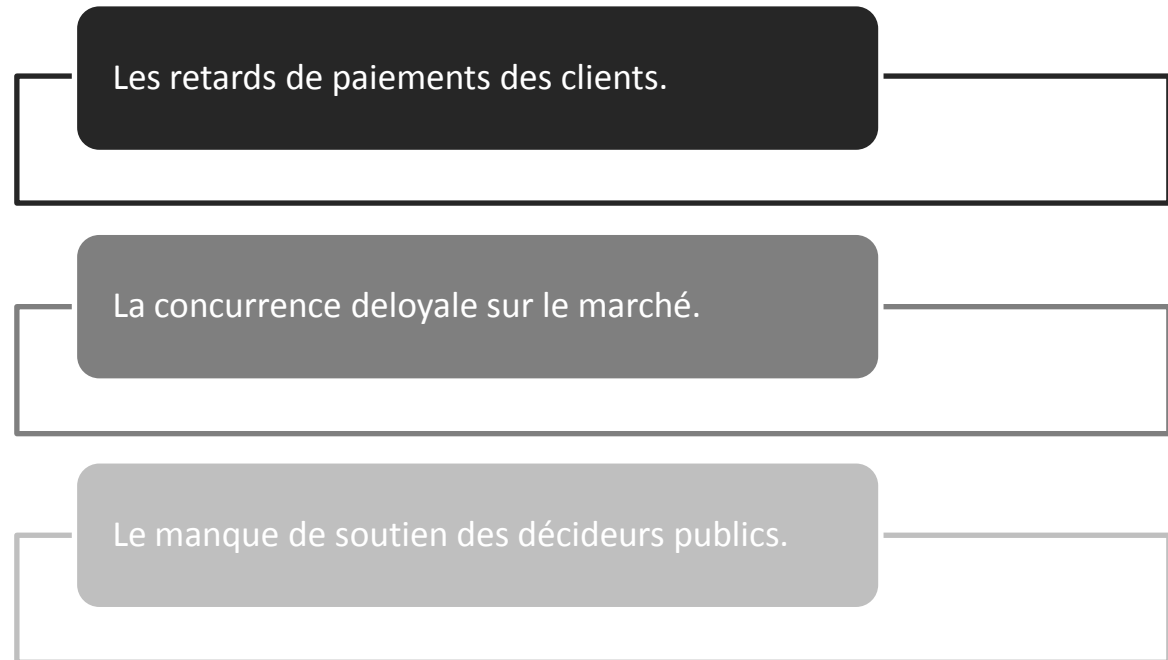 Les retards de paiements des clients.
La concurrence deloyale sur le marché.
Le manque de soutien des décideurs publics.